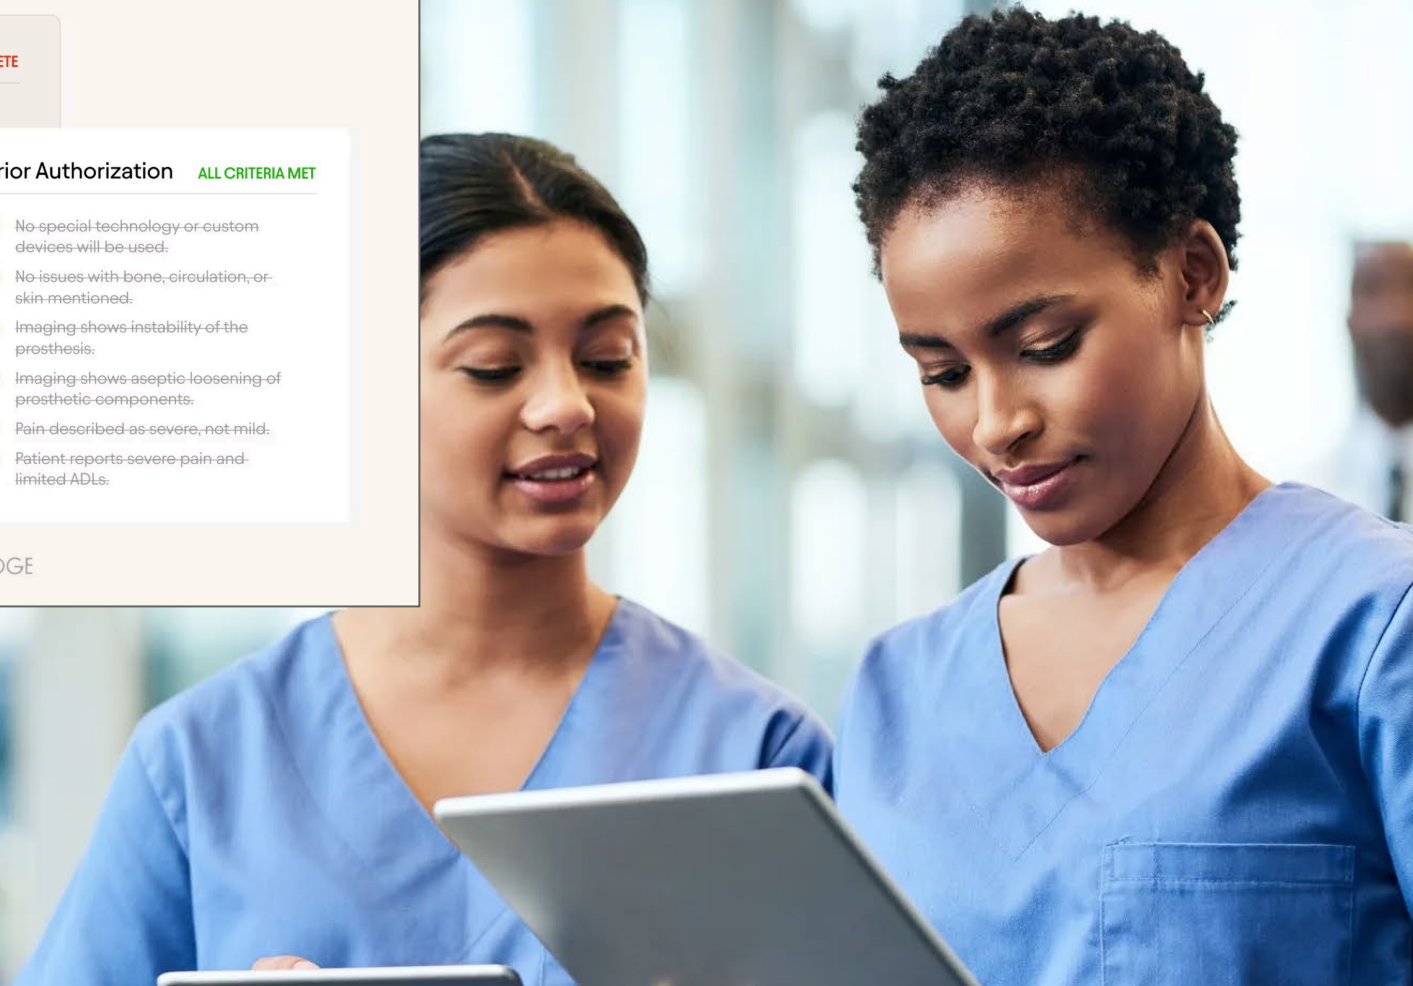 ETE
rior Authorization ALL CRITERIA MET
No special technology or custom
devices will be used.
No issues with bone, circulation, or
skin mentioned.
Imaging shows instability of the
prosthesis.
Imaging shows aseptic loosening of
prosthetic components.
Pain described as severe, not mild.
Patient reports severe pain and
limited ADLs.
DGE